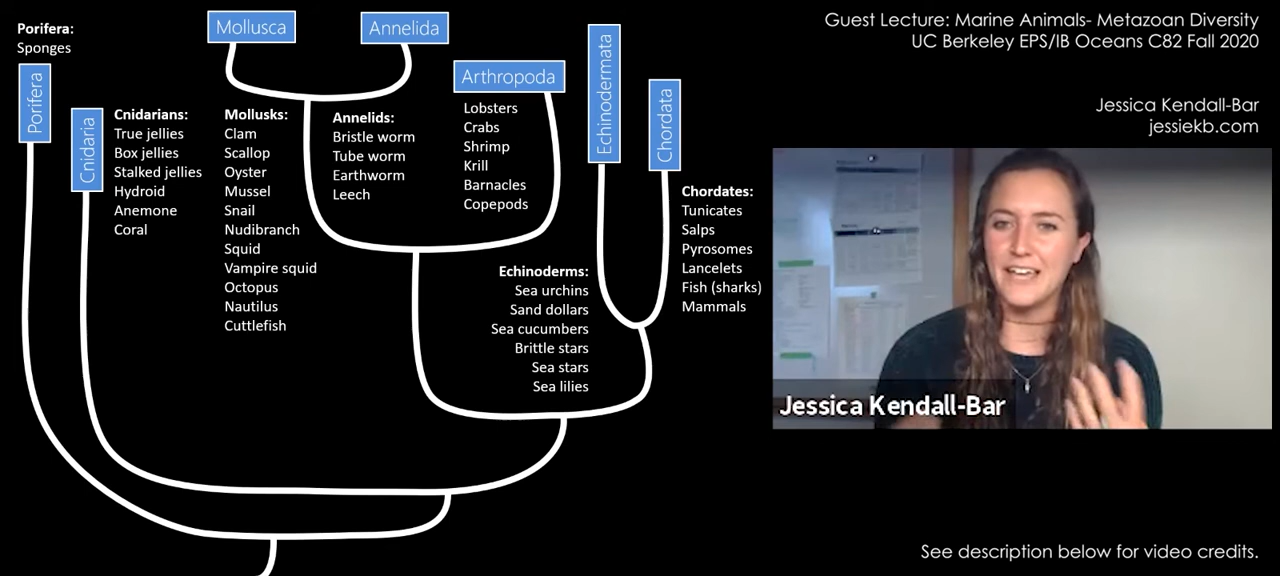 Porifera:
Sponges
Porifera
Cnidaria
Cnidarians:
True jellies
Box jellies
Stalked jellies
Hydroid
Anemone
Coral
Mollusca
Mollusks:
Clam
Scallop
Oyster
Mussel
Snail
Nudibranch
Squid
Vampire squid
Octopus
Nautilus
Cuttlefish
Annelida
Annelids:
Bristle worm
Tube worm
Earthworm
Leech
Arthropoda
Lobsters
Crabs
Shrimp
Krill
Barnacles
Copepods
Echinodermata
Echinoderms:
Sea urchins
Sand dollars
Sea cucumbers
Brittle stars
Sea stars
Sea lilies
Chordata
Chordates:
Tunicates
Salps
Pyrosomes
Lancelets
Fish (sharks)
Mammals
Guest Lecture: Marine Animals- Metazoan Diversity
UC Berkeley EPS/IB Oceans C82 Fall 2020
Jessica Kendall-Bar
jessiekb.com
Jessica Kendall-Bar
See description below for video credits.